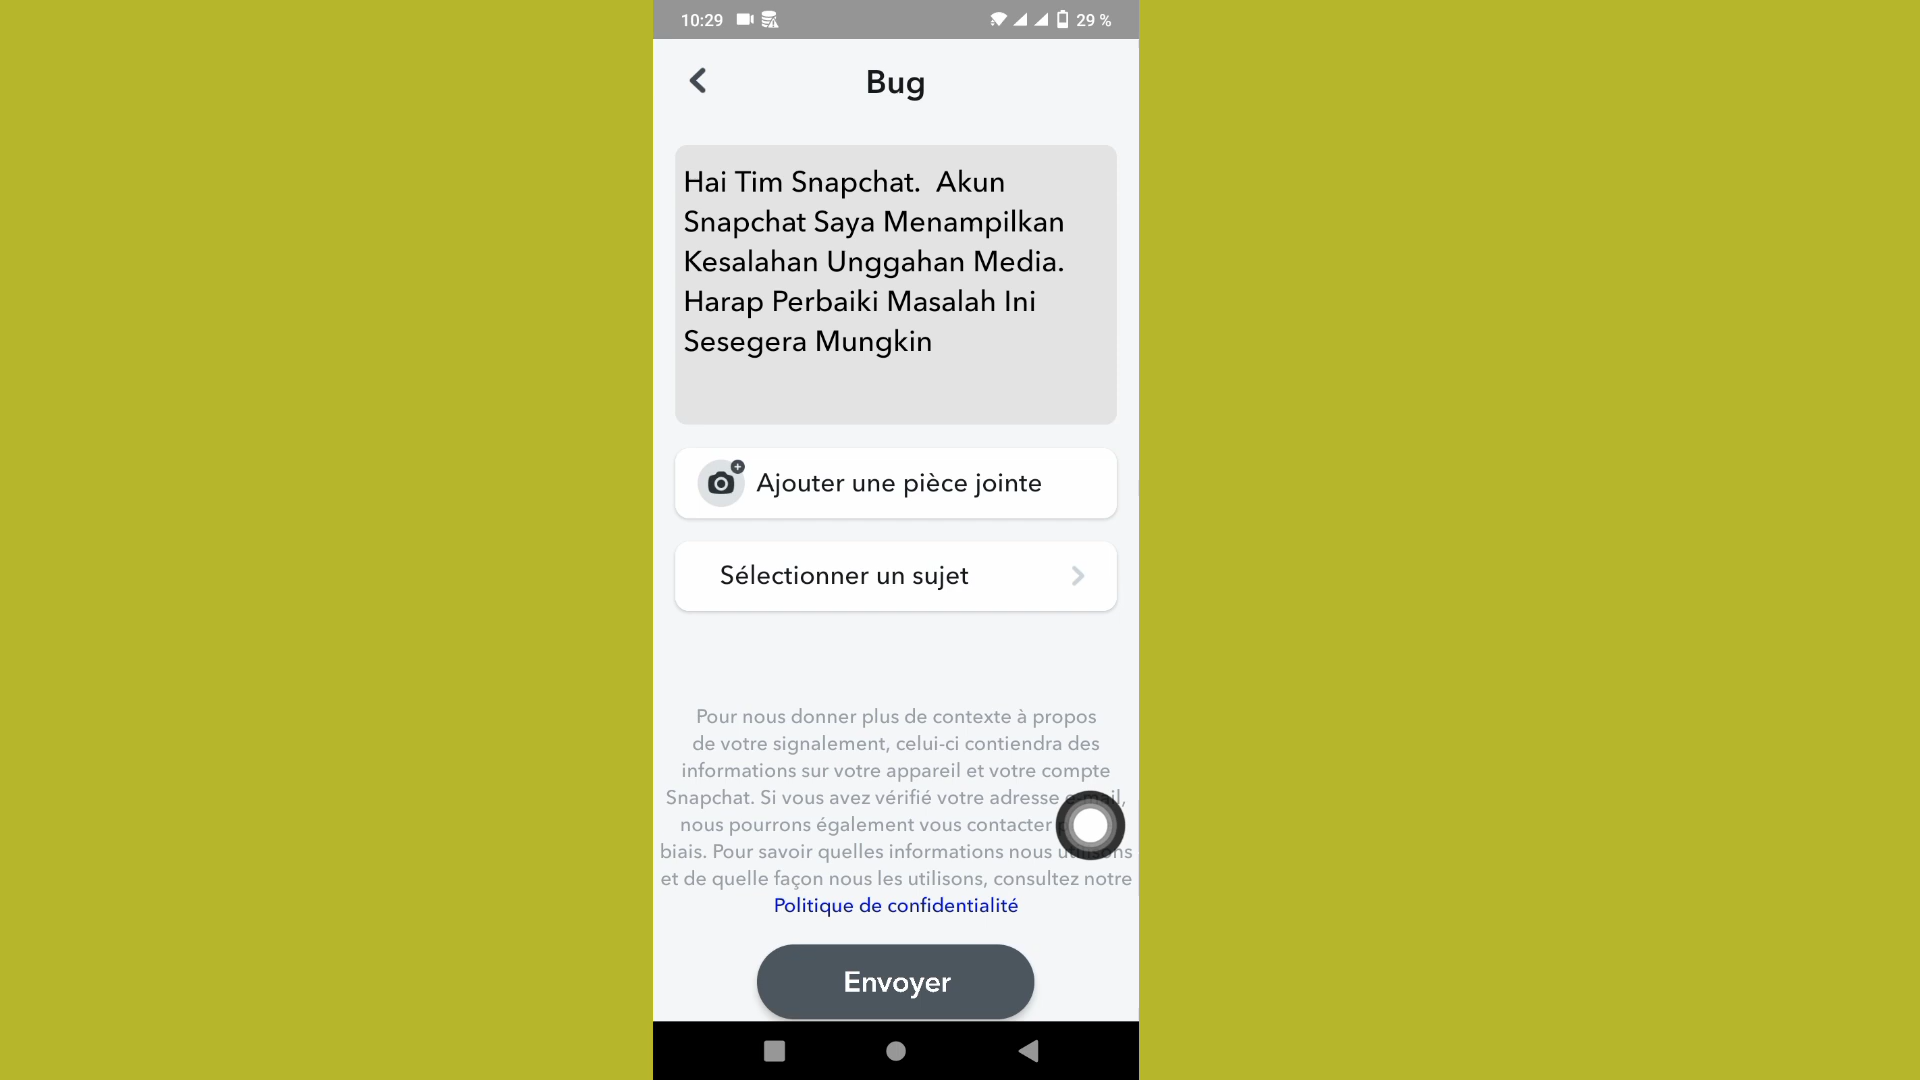 10:29
29 %
Bug
Hai Tim Snapchat.  Akun
Snapchat Saya Menampilkan
Kesalahan Unggahan Media.
Harap Perbaiki Masalah Ini
Sesegera Mungkin
Ajouter une pièce jointe
Sélectionner un sujet
Pour nous donner plus de contexte à propos
de votre signalement, celui-ci contiendra des
informations sur votre appareil et votre compte
Snapchat. Si vous avez vérifié votre adresse e-mail,
nous pourrons également vous contacter
biais. Pour savoir quelles informations nous utilisons
et de quelle façon nous les utilisons, consultez notre
Politique de confidentialité
Envoyer